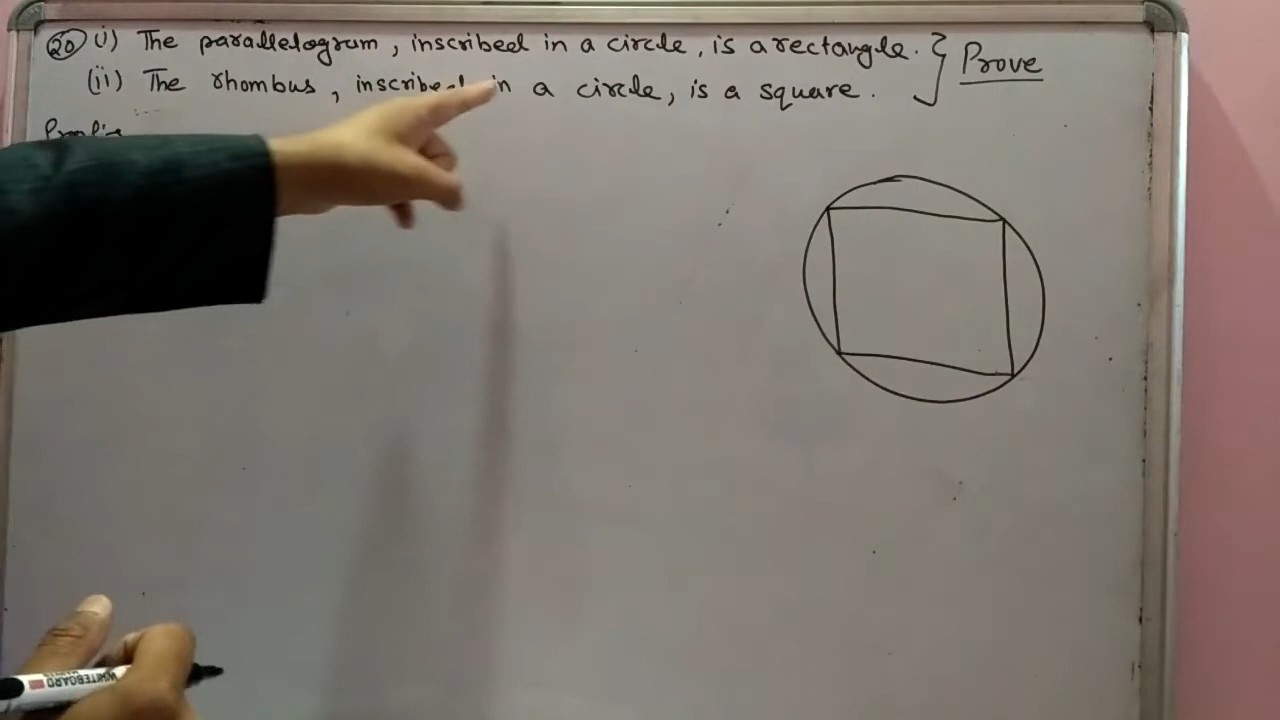 20 (i) The parallelogram, inscribed in a circle, is a rectangle. } Prove
(ii) The rhombus, inscribed in a circle, is a square.
WHITEBOARD